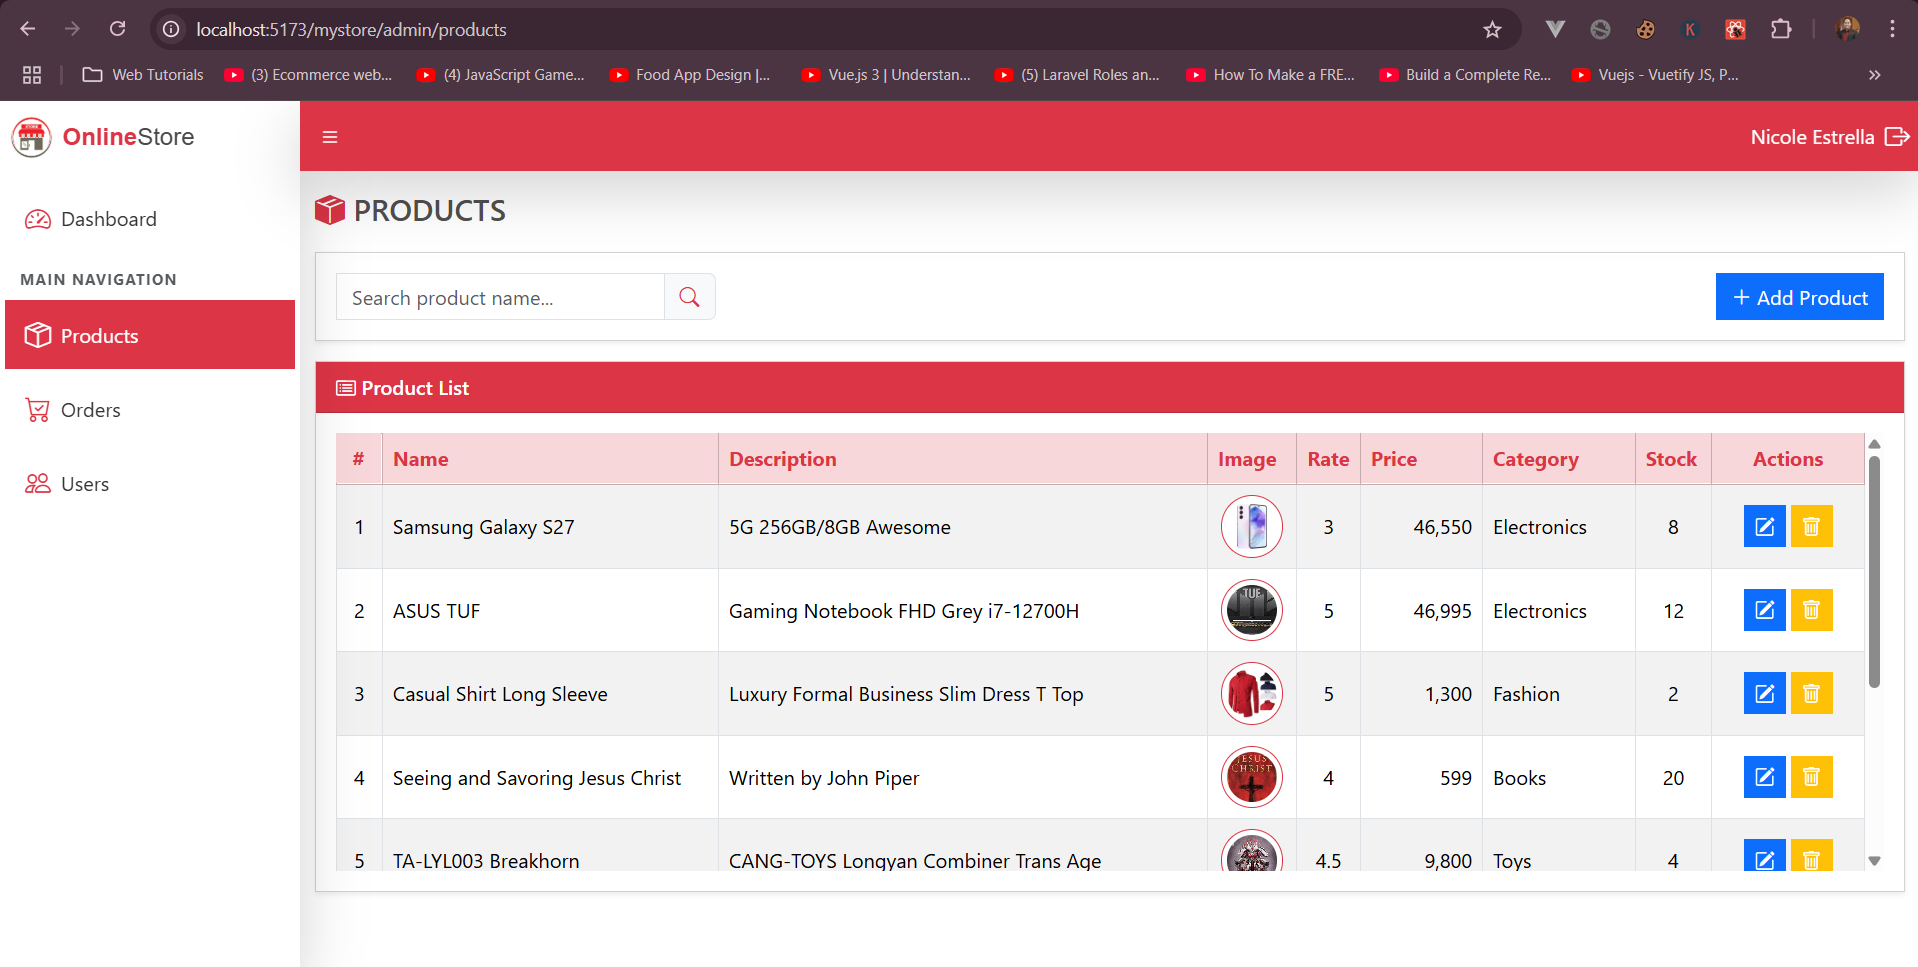 localhost:5173/mystore/admin/products
Web Tutorials
(3) Ecommerce web...
(4) JavaScript Game...
Food App Design |...
Vue.js 3 | Understan...
(5) Laravel Roles an...
How To Make a FRE...
Build a Complete Re...
Vuejs - Vuetify JS, P...
OnlineStore
Nicole Estrella
Dashboard
MAIN NAVIGATION
Products
Orders
Users
PRODUCTS
Search product name...
+ Add Product
Product List
# Name Description Image Rate Price Category Stock Actions
1 Samsung Galaxy S27 5G 256GB/8GB Awesome 3 46,550 Electronics 8
2 ASUS TUF Gaming Notebook FHD Grey i7-12700H TUF 5 46,995 Electronics 12
3 Casual Shirt Long Sleeve Luxury Formal Business Slim Dress T Top 5 1,300 Fashion 2
4 Seeing and Savoring Jesus Christ Written by John Piper JESUS CHRIST 4 599 Books 20
5 TA-LYL003 Breakhorn CANG-TOYS Longyan Combiner Trans Age 4.5 9,800 Toys 4